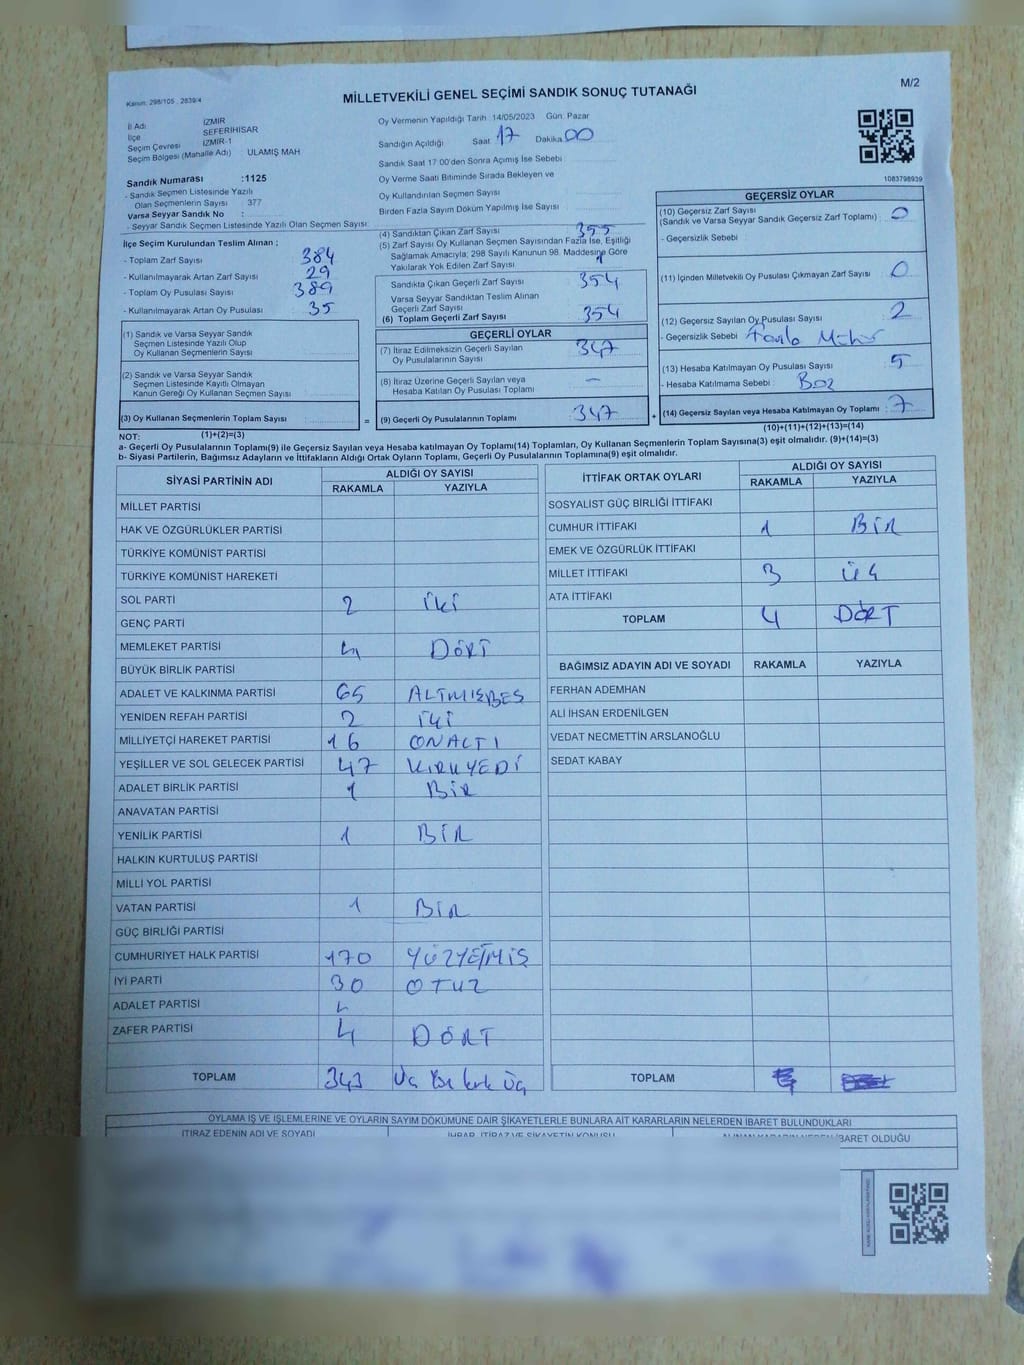 M/2
Kanun: 298/105 , 2839/4
MİLLETVEKİLİ GENEL SEÇİMİ SANDIK SONUÇ TUTANAĞI
İl Adı : İZMİR
İlçe : SEFERİHİSAR
Seçim Çevresi : İZMİR-1
Seçim Bölgesi (Mahalle Adı) : ULAMIŞ MAH
Oy Vermenin Yapıldığı Tarih :14/05/2023 Gün: Pazar
Sandığın Açıldığı Saat 17 Dakika 00
Sandık Saat 17:00'den Sonra Açımış İse Sebebi :
Oy Verme Saati Bitiminde Sırada Bekleyen ve
Oy Kullandırılan Seçmen Sayısı
Birden Fazla Sayım Döküm Yapılmış İse Sayısı
1083798939
Sandık Numarası :1125
- Sandık Seçmen Listesinde Yazılı
Olan Seçmenlerin Sayısı : 377
Varsa Seyyar Sandık No :
- Seyyar Sandık Seçmen Listesinde Yazılı Olan Seçmen Sayısı:
İlçe Seçim Kurulundan Teslim Alınan ;
- Toplam Zarf Sayısı 384
- Kullanılmayarak Artan Zarf Sayısı 29
- Toplam Oy Pusulası Sayısı 389
- Kullanılmayarak Artan Oy Pusulası 35
(1) Sandık ve Varsa Seyyar Sandık
Seçmen Listesinde Yazılı Olup
Oy Kullanan Seçmenlerin Sayısı
(2) Sandık ve Varsa Seyyar Sandık
Seçmen Listesinde Kayıtlı Olmayan
Kanun Gereği Oy Kullanan Seçmen Sayısı
(3) Oy Kullanan Seçmenlerin Toplam Sayısı
(1)+(2)=(3)
(4) Sandıktan Çıkan Zarf Sayısı 355
(5) Zarf Sayısı Oy Kullanan Seçmen Sayısından Fazla İse, Eşitliği
Sağlamak Amacıyla; 298 Sayılı Kanunun 98. Maddesine Göre
Yakılarak Yok Edilen Zarf Sayısı 1
Sandıkta Çıkan Geçerli Zarf Sayısı 354
Varsa Seyyar Sandıktan Teslim Alınan
Geçerli Zarf Sayısı
(6) Toplam Geçerli Zarf Sayısı 354
GEÇERLİ OYLAR
(7) İtiraz Edilmeksizin Geçerli Sayılan
Oy Pusulalarının Sayısı 347
(8) İtiraz Üzerine Geçerli Sayılan veya
Hesaba Katılan Oy Pusulası Toplamı —
= (9) Geçerli Oy Pusulalarının Toplamı 347
GEÇERSİZ OYLAR
(10) Geçersiz Zarf Sayısı
(Sandık ve Varsa Seyyar Sandık Geçersiz Zarf Toplamı) : 0
- Geçersizlik Sebebi
(11) İçinden Milletvekili Oy Pusulası Çıkmayan Zarf Sayısı 0
(12) Geçersiz Sayılan Oy Pusulası Sayısı 2
- Geçersizlik Sebebi Fazla Mühür
(13) Hesaba Katılmayan Oy Pusulası Sayısı 5
- Hesaba Katılmama Sebebi : Boz
+ (14) Geçersiz Sayılan veya Hesaba Katılmayan Oy Toplamı : 7
(10)+(11)+(12)+(13)=(14)
NOT:
a- Geçerli Oy Pusulalarının Toplamı(9) ile Geçersiz Sayılan veya Hesaba katılmayan Oy Toplamı(14) Toplamları, Oy Kullanan Seçmenlerin Toplam Sayısına(3) eşit olmalıdır. (9)+(14)=(3)
b- Siyasi Partilerin, Bağımsız Adayların ve İttifakların Aldığı Ortak Oyların Toplamı, Geçerli Oy Pusulalarının Toplamına(9) eşit olmalıdır.
SİYASİ PARTİNİN ADI ALDIĞI OY SAYISI
RAKAMLA YAZIYLA
MİLLET PARTİSİ
HAK VE ÖZGÜRLÜKLER PARTİSİ
TÜRKİYE KOMÜNİST PARTİSİ
TÜRKİYE KOMÜNİST HAREKETİ
SOL PARTİ 2 İki
GENÇ PARTİ
MEMLEKET PARTİSİ 4 DÖRT
BÜYÜK BİRLİK PARTİSİ
ADALET VE KALKINMA PARTİSİ 65 ALTMIŞBEŞ
YENİDEN REFAH PARTİSİ 2 İki
MİLLİYETÇİ HAREKET PARTİSİ 16 ONALTI
YEŞİLLER VE SOL GELECEK PARTİSİ 47 KIRKYEDİ
ADALET BİRLİK PARTİSİ 1 BİR
ANAVATAN PARTİSİ
YENİLİK PARTİSİ 1 BİR
HALKIN KURTULUŞ PARTİSİ
MİLLİ YOL PARTİSİ
VATAN PARTİSİ 1 BİR
GÜÇ BİRLİĞİ PARTİSİ
CUMHURİYET HALK PARTİSİ 170 YÜZYETMİŞ
İYİ PARTİ 30 OTUZ
ADALET PARTİSİ
ZAFER PARTİSİ 4 DÖRT
TOPLAM 343 Üç Yüz kırk Üç
İTTİFAK ORTAK OYLARI ALDIĞI OY SAYISI
RAKAMLA YAZIYLA
SOSYALİST GÜÇ BİRLİĞİ İTTİFAKI
CUMHUR İTTİFAKI 1 BİR
EMEK VE ÖZGÜRLÜK İTTİFAKI
MİLLET İTTİFAKI 3 ÜÇ
ATA İTTİFAKI
TOPLAM 4 DÖRT
BAĞIMSIZ ADAYIN ADI VE SOYADI RAKAMLA YAZIYLA
FERHAN ADEMHAN
ALİ İHSAN ERDENİLGEN
VEDAT NECMETTİN ARSLANOĞLU
SEDAT KABAY
TOPLAM
OYLAMA İŞ VE İŞLEMLERİNE VE OYLARIN SAYIM DÖKÜMÜNE DAİR ŞİKAYETLERLE BUNLARA AİT KARARLARIN NELERDEN İBARET BULUNDUKLARI
İTİRAZ EDENİN ADI VE SOYADI İHBAR, İTİRAZ VE ŞİKAYETİN KONUSU İBARET OLDUĞU